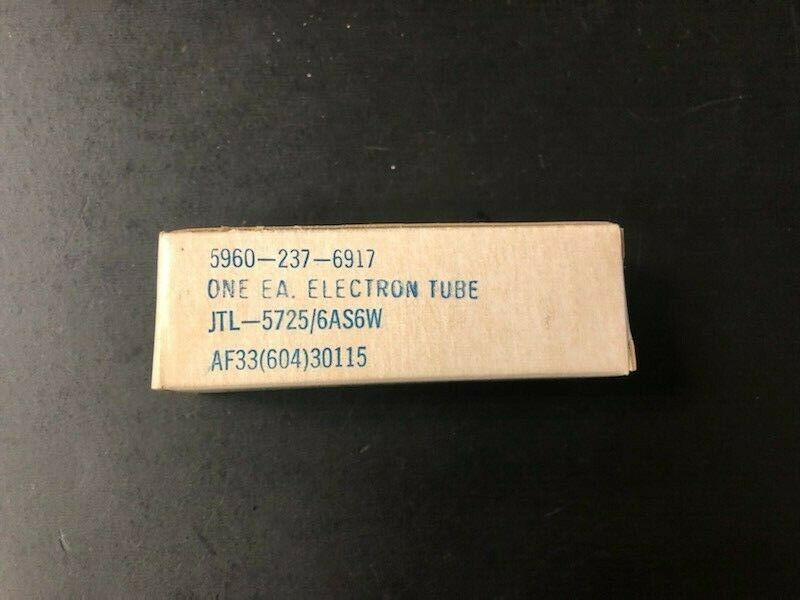 5960-237-6917
ONE EA. ELECTRON TUBE
JTL-5725/6AS6W
AF33(604)30115